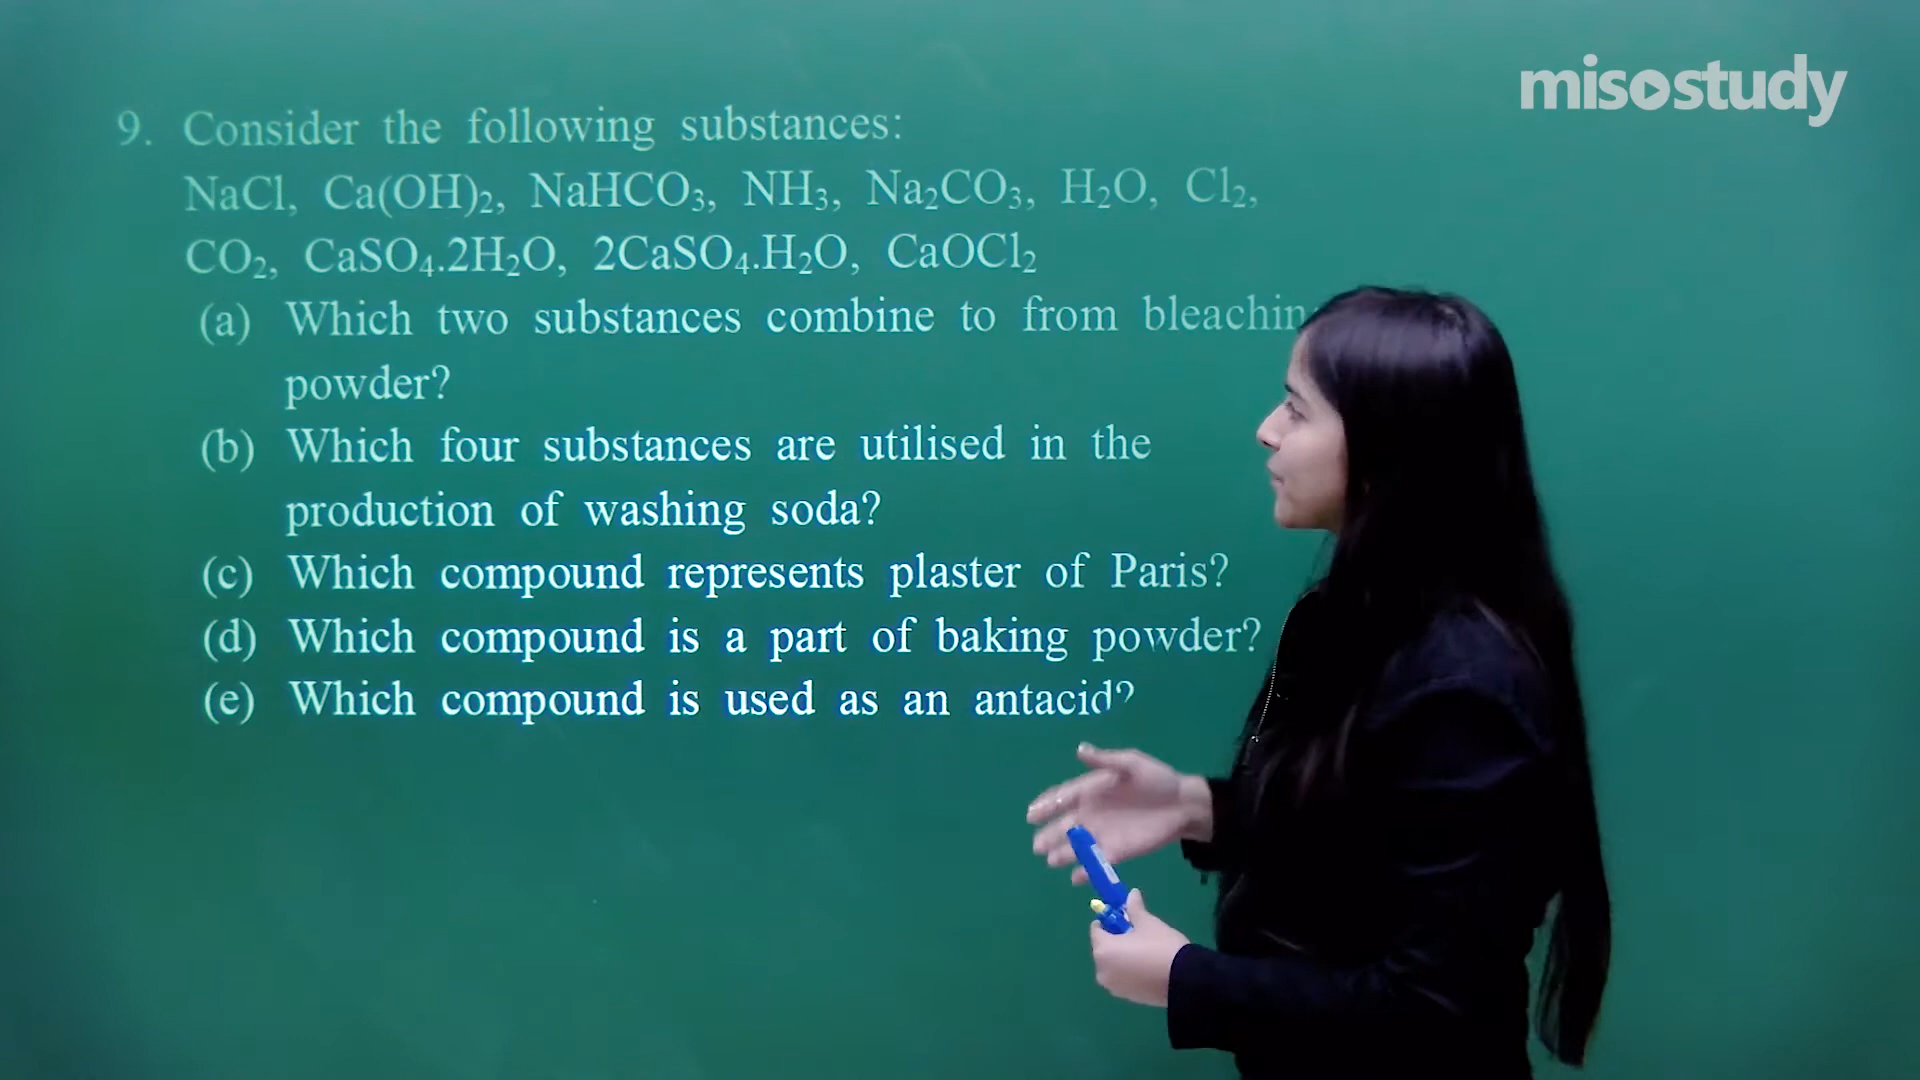 misostudy
9. Consider the following substances:
NaCl, Ca(OH)₂, NaHCO₃, NH₃, Na₂CO₃, H₂O, Cl₂,
CO₂, CaSO₄.2H₂O, 2CaSO₄.H₂O, CaOCl₂
(a) Which two substances combine to from bleachin
powder?
(b) Which four substances are utilised in the
production of washing soda?
(c) Which compound represents plaster of Paris?
(d) Which compound is a part of baking powder?
(e) Which compound is used as an antacid?